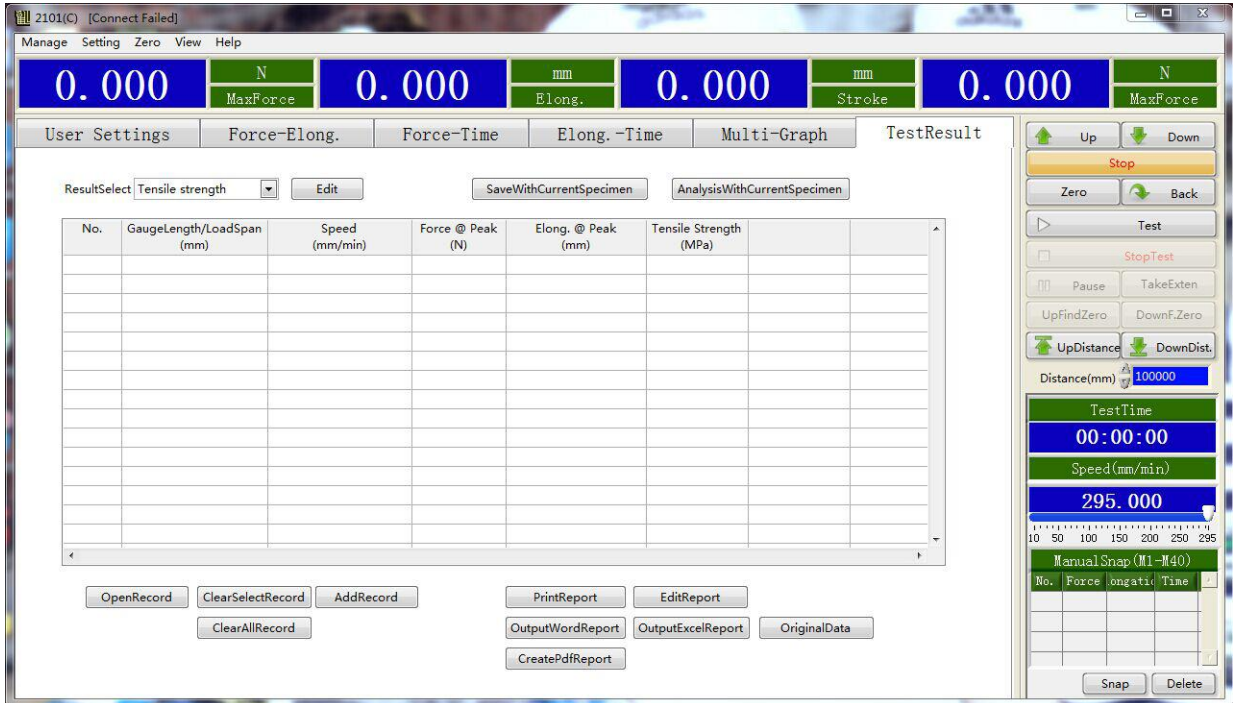 2101(C) [Connect Failed]
Manage Setting Zero View Help
0.000 N MaxForce 0.000 mm Elong. 0.000 mm Stroke 0.000 N MaxForce
User Settings Force-Elong. Force-Time Elong.-Time Multi-Graph TestResult
ResultSelect Tensile strength Edit SaveWithCurrentSpecimen AnalysisWithCurrentSpecimen
No. GaugeLength/LoadSpan Speed Force @ Peak Elong. @ Peak Tensile Strength
(mm) (mm/min) (N) (mm) (MPa)
OpenRecord ClearSelectRecord AddRecord PrintReport EditReport
ClearAllRecord OutputWordReport OutputExcelReport OriginalData
CreatePdfReport
Up Down
Stop
Zero Back
Test
StopTest
Pause TakeExten
UpFindZero DownF.Zero
UpDistance DownDist.
Distance(mm) 100000
TestTime
00:00:00
Speed(mm/min)
295.000
10 50 100 150 200 250 295
ManualSnap(M1-M40)
No. Force longatic Time
Snap Delete